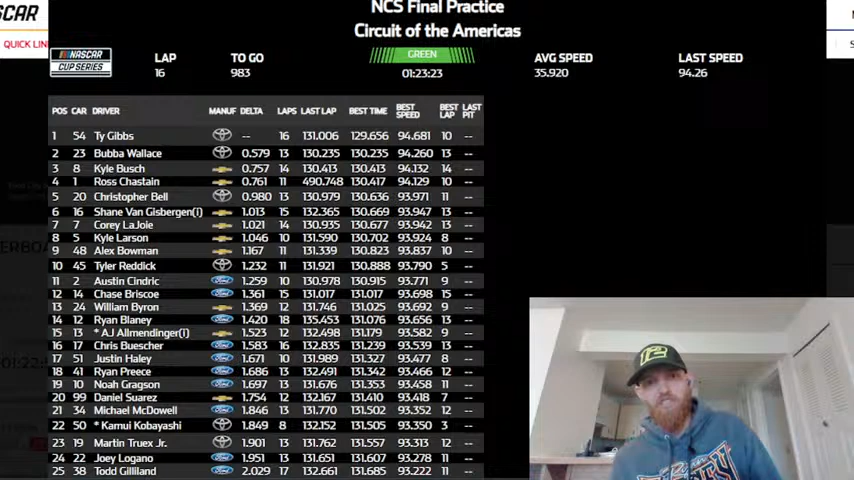 SCAR
QUICK LIN
NCS Final Practice
Circuit of the Americas
NASCAR
CUP SERIES
LAP TO GO GREEN AVG SPEED LAST SPEED
16 983 01:23:23 35.920 94.26
POS CAR DRIVER MANUF DELTA LAPS LAST LAP BEST TIME BEST SPEED BEST LAP LAST PIT
1 54 Ty Gibbs -- 16 131.006 129.656 94.681 10 --
2 23 Bubba Wallace 0.579 13 130.235 130.235 94.260 13 --
3 8 Kyle Busch 0.757 14 130.413 130.413 94.132 14 --
4 1 Ross Chastain 0.761 11 490.748 130.417 94.129 10 --
5 20 Christopher Bell 0.980 13 130.979 130.636 93.971 11 --
6 16 Shane Van Gisbergen(i) 1.013 15 132.365 130.669 93.947 13 --
7 7 Corey LaJoie 1.021 14 130.935 130.677 93.942 13 --
8 5 Kyle Larson 1.046 10 131.590 130.702 93.924 8 --
9 48 Alex Bowman 1.167 11 131.339 130.823 93.837 10 --
10 45 Tyler Reddick 1.232 11 131.921 130.888 93.790 5 --
11 2 Austin Cindric Ford 1.259 10 130.978 130.915 93.771 9 --
12 14 Chase Briscoe Ford 1.361 15 131.017 131.017 93.698 15 --
13 24 William Byron 1.369 12 131.746 131.025 93.692 9 --
14 12 Ryan Blaney Ford 1.420 18 135.453 131.076 93.656 13 --
15 13 * AJ Allmendinger(i) 1.523 12 132.498 131.179 93.582 9 --
16 17 Chris Buescher Ford 1.583 16 132.835 131.239 93.539 13 --
17 51 Justin Haley Ford 1.671 10 131.989 131.327 93.477 8 --
18 41 Ryan Preece Ford 1.686 13 132.491 131.342 93.466 12 --
19 10 Noah Gragson Ford 1.697 13 131.676 131.353 93.458 11 --
20 99 Daniel Suarez 1.754 12 132.167 131.410 93.418 7 --
21 34 Michael McDowell Ford 1.846 13 131.770 131.502 93.352 12 --
22 50 * Kamui Kobayashi 1.849 8 132.152 131.505 93.350 3 --
23 19 Martin Truex Jr. 1.901 13 131.762 131.557 93.313 12 --
24 22 Joey Logano Ford 1.951 13 131.651 131.607 93.278 11 --
25 38 Todd Gilliland Ford 2.029 17 132.661 131.685 93.222 11 --